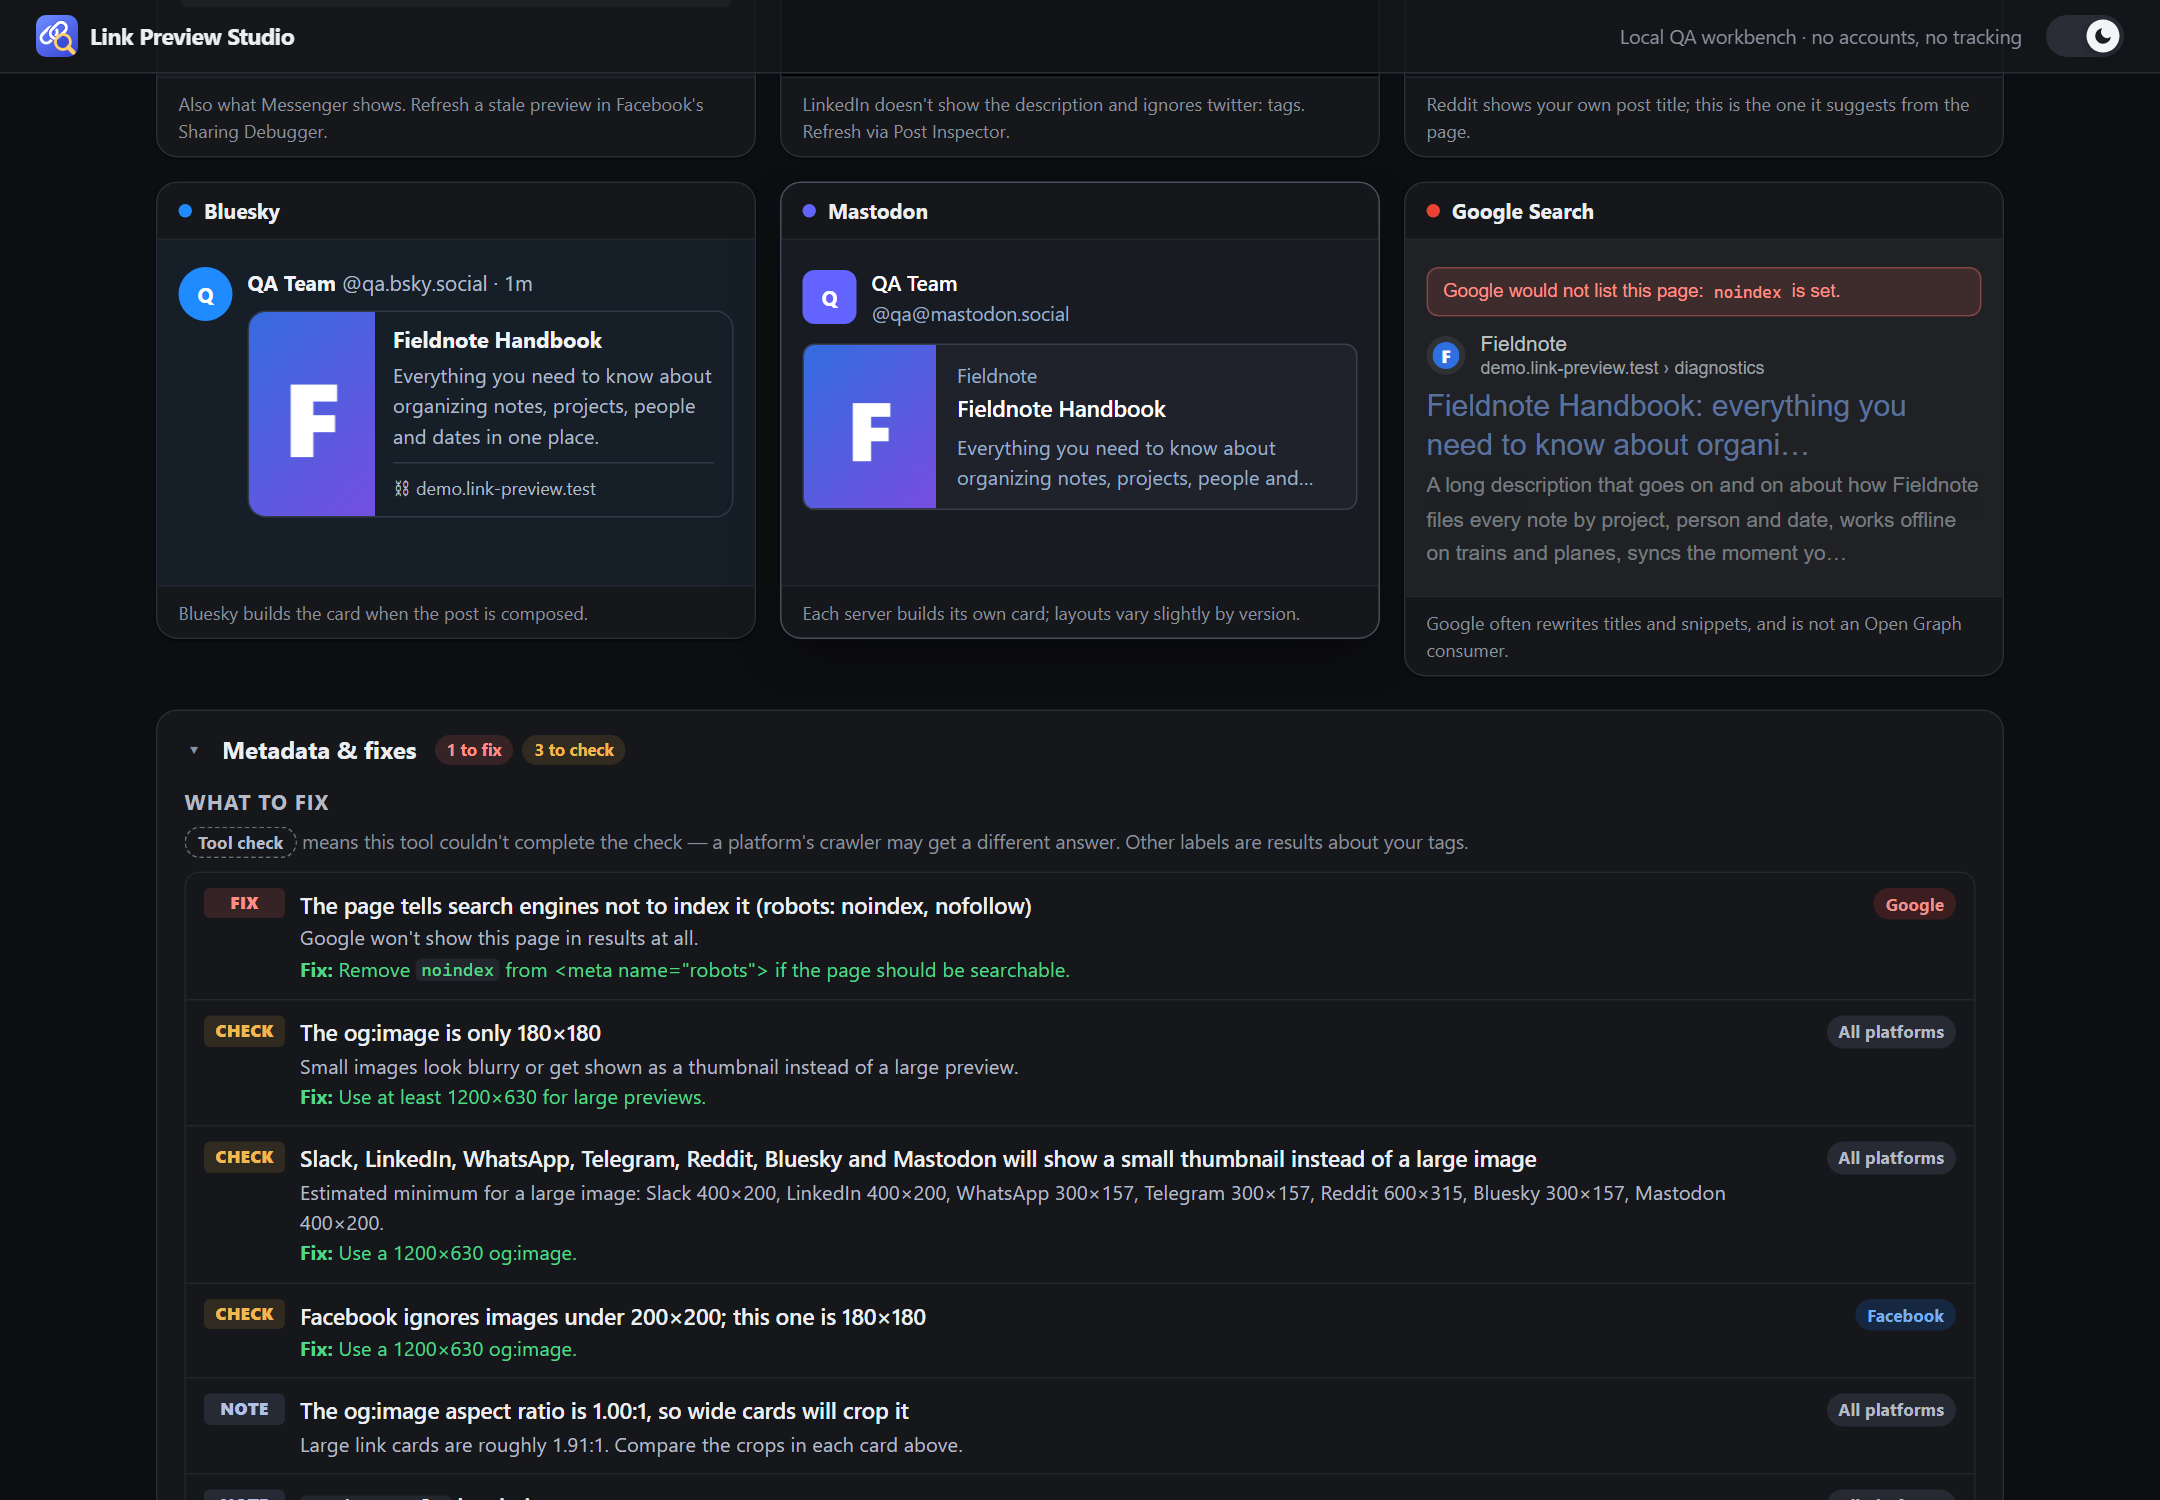 Link Preview Studio
Local QA workbench · no accounts, no tracking
Also what Messenger shows. Refresh a stale preview in Facebook's
Sharing Debugger.
LinkedIn doesn't show the description and ignores twitter: tags.
Refresh via Post Inspector.
Reddit shows your own post title; this is the one it suggests from the
page.
Bluesky
Q
QA Team @qa.bsky.social · 1m
F
Fieldnote Handbook
Everything you need to know about
organizing notes, projects, people
and dates in one place.
demo.link-preview.test
Bluesky builds the card when the post is composed.
Mastodon
Q
QA Team
@qa@mastodon.social
F
Fieldnote
Fieldnote Handbook
Everything you need to know about
organizing notes, projects, people and...
Each server builds its own card; layouts vary slightly by version.
Google Search
Google would not list this page: noindex is set.
F
Fieldnote
demo.link-preview.test › diagnostics
Fieldnote Handbook: everything you
need to know about organi…
A long description that goes on and on about how Fieldnote
files every note by project, person and date, works offline
on trains and planes, syncs the moment yo…
Google often rewrites titles and snippets, and is not an Open Graph
consumer.
Metadata & fixes
1 to fix
3 to check
WHAT TO FIX
Tool check means this tool couldn't complete the check — a platform's crawler may get a different answer. Other labels are results about your tags.
FIX
The page tells search engines not to index it (robots: noindex, nofollow)
Google
Google won't show this page in results at all.
Fix: Remove noindex from <meta name="robots"> if the page should be searchable.
CHECK
The og:image is only 180×180
All platforms
Small images look blurry or get shown as a thumbnail instead of a large preview.
Fix: Use at least 1200×630 for large previews.
CHECK
Slack, LinkedIn, WhatsApp, Telegram, Reddit, Bluesky and Mastodon will show a small thumbnail instead of a large image
All platforms
Estimated minimum for a large image: Slack 400×200, LinkedIn 400×200, WhatsApp 300×157, Telegram 300×157, Reddit 600×315, Bluesky 300×157, Mastodon
400×200.
Fix: Use a 1200×630 og:image.
CHECK
Facebook ignores images under 200×200; this one is 180×180
Facebook
Fix: Use a 1200×630 og:image.
NOTE
The og:image aspect ratio is 1.00:1, so wide cards will crop it
All platforms
Large link cards are roughly 1.91:1. Compare the crops in each card above.